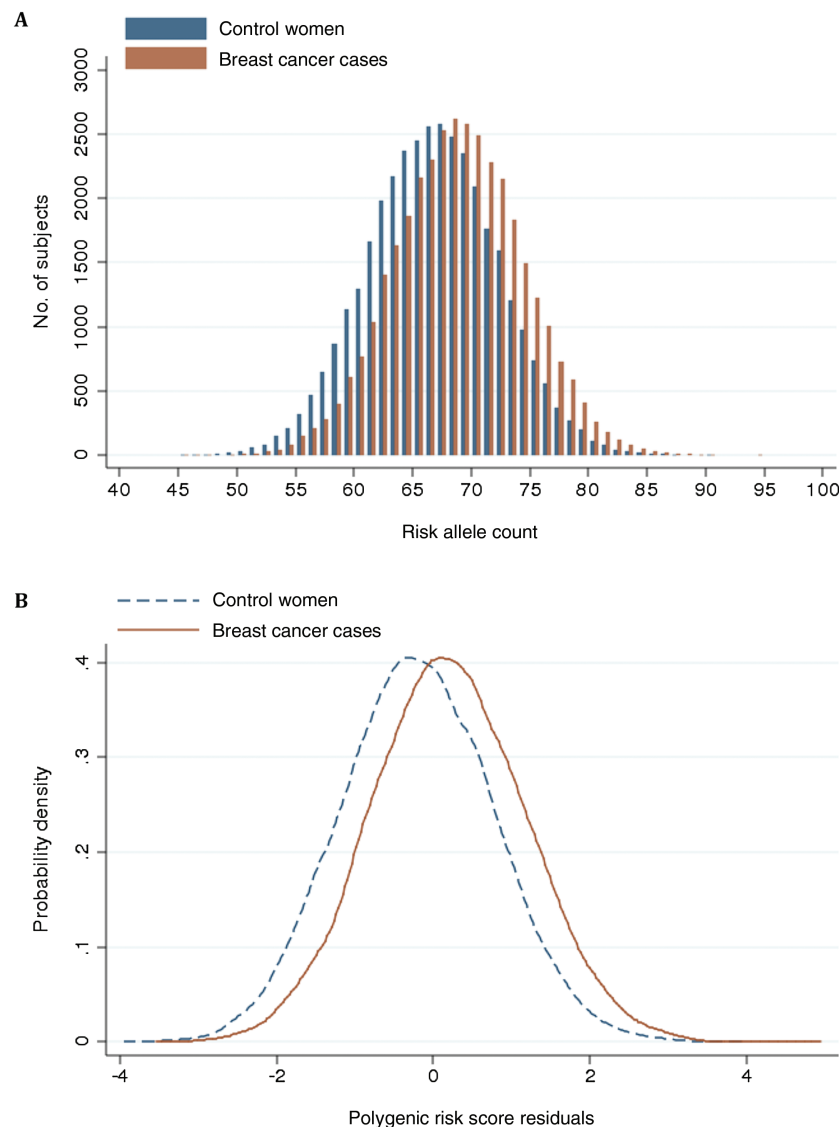 A
Control women
Breast cancer cases
3000
2500
2000
1500
1000
500
0
No. of subjects
40 45 50 55 60 65 70 75 80 85 90 95 100
Risk allele count
B
Control women
Breast cancer cases
.4
.3
.2
.1
0
Probability density
-4 -2 0 2 4
Polygenic risk score residuals